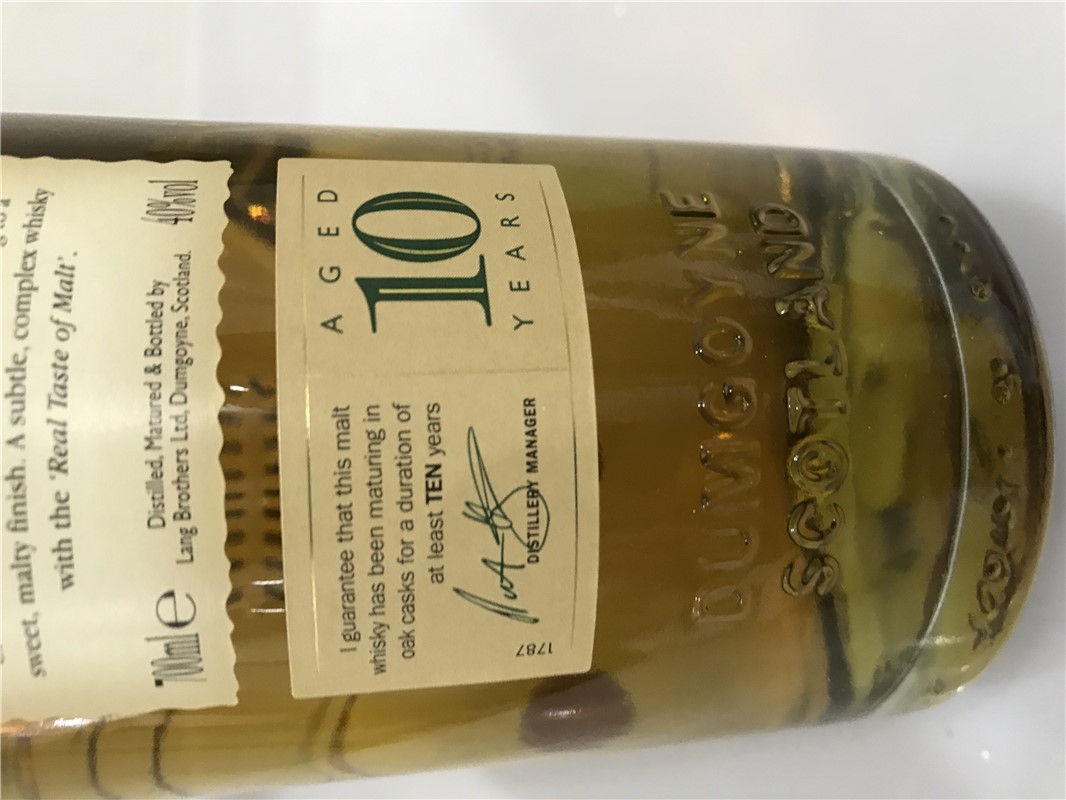 sweet, malty finish. A subtle, complex whisky
with the 'Real Taste of Malt'.
Distilled, Matured & Bottled by
700ml e Lang Brothers Ltd, Dumgoyne, Scotland. 40%vol
I guarantee that this malt
whisky has been maturing in
oak casks for a duration of
at least TEN years
DISTILLERY MANAGER
1787
AGED
10
YEARS
DUMGOYNE
SCOTLAND